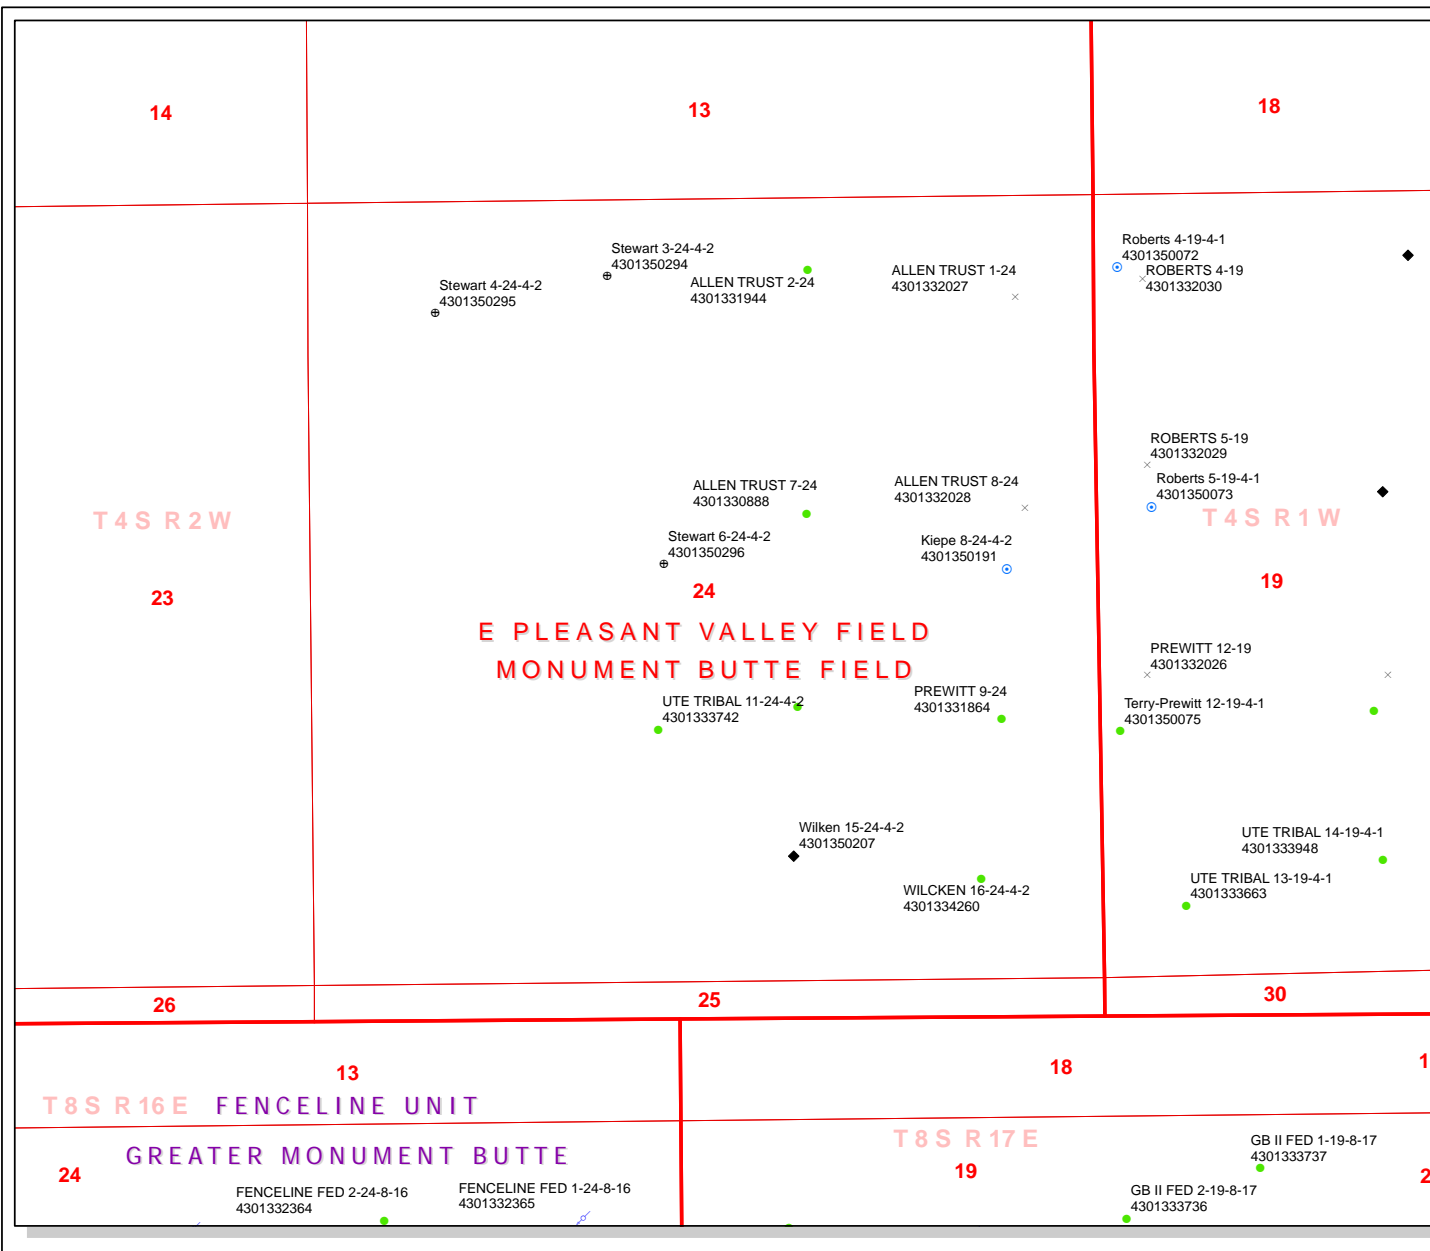 14
13
18
Stewart 3-24-4-2
4301350294
Stewart 4-24-4-2
4301350295
ALLEN TRUST 2-24
4301331944
ALLEN TRUST 1-24
4301332027
Roberts 4-19-4-1
4301350072
ROBERTS 4-19
4301332030
ROBERTS 5-19
4301332029
Roberts 5-19-4-1
4301350073
ALLEN TRUST 7-24
4301330888
ALLEN TRUST 8-24
4301332028
Stewart 6-24-4-2
4301350296
Kiepe 8-24-4-2
4301350191
T4S R2W
T4S R1W
23
24
19
E PLEASANT VALLEY FIELD
MONUMENT BUTTE FIELD
UTE TRIBAL 11-24-4-2
4301333742
PREWITT 9-24
4301331864
PREWITT 12-19
4301332026
Terry-Prewitt 12-19-4-1
4301350075
Wilken 15-24-4-2
4301350207
WILCKEN 16-24-4-2
4301334260
UTE TRIBAL 14-19-4-1
4301333948
UTE TRIBAL 13-19-4-1
4301333663
26
25
30
13
18
1
T8S R16E
FENCELINE UNIT
GREATER MONUMENT BUTTE
T8S R17E
24
19
2
FENCELINE FED 2-24-8-16
4301332364
FENCELINE FED 1-24-8-16
4301332365
GB II FED 1-19-8-17
4301333737
GB II FED 2-19-8-17
4301333736